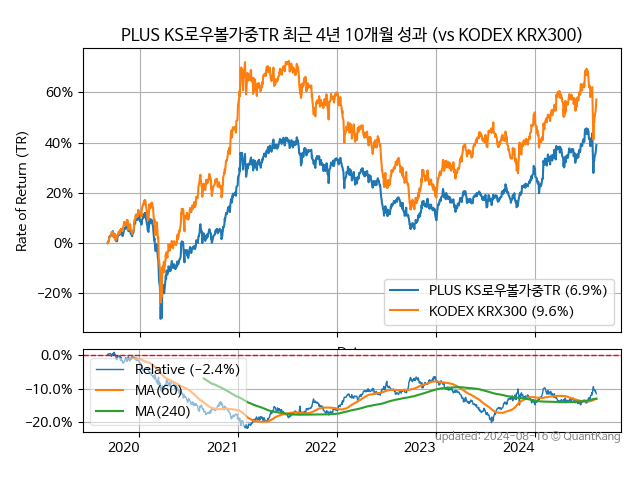 PLUS KS로우볼가중TR 최근 4년 10개월 성과 (vs KODEX KRX300)
Rate of Return (TR)
60%
40%
20%
0%
−20%
PLUS KS로우볼가중TR (6.9%)
KODEX KRX300 (9.6%)
0.0%
−10.0%
−20.0%
Relative (−2.4%)
MA(60)
MA(240)
2020 2021 2022 2023 2024
updated: 2024-08-16 © QuantKang